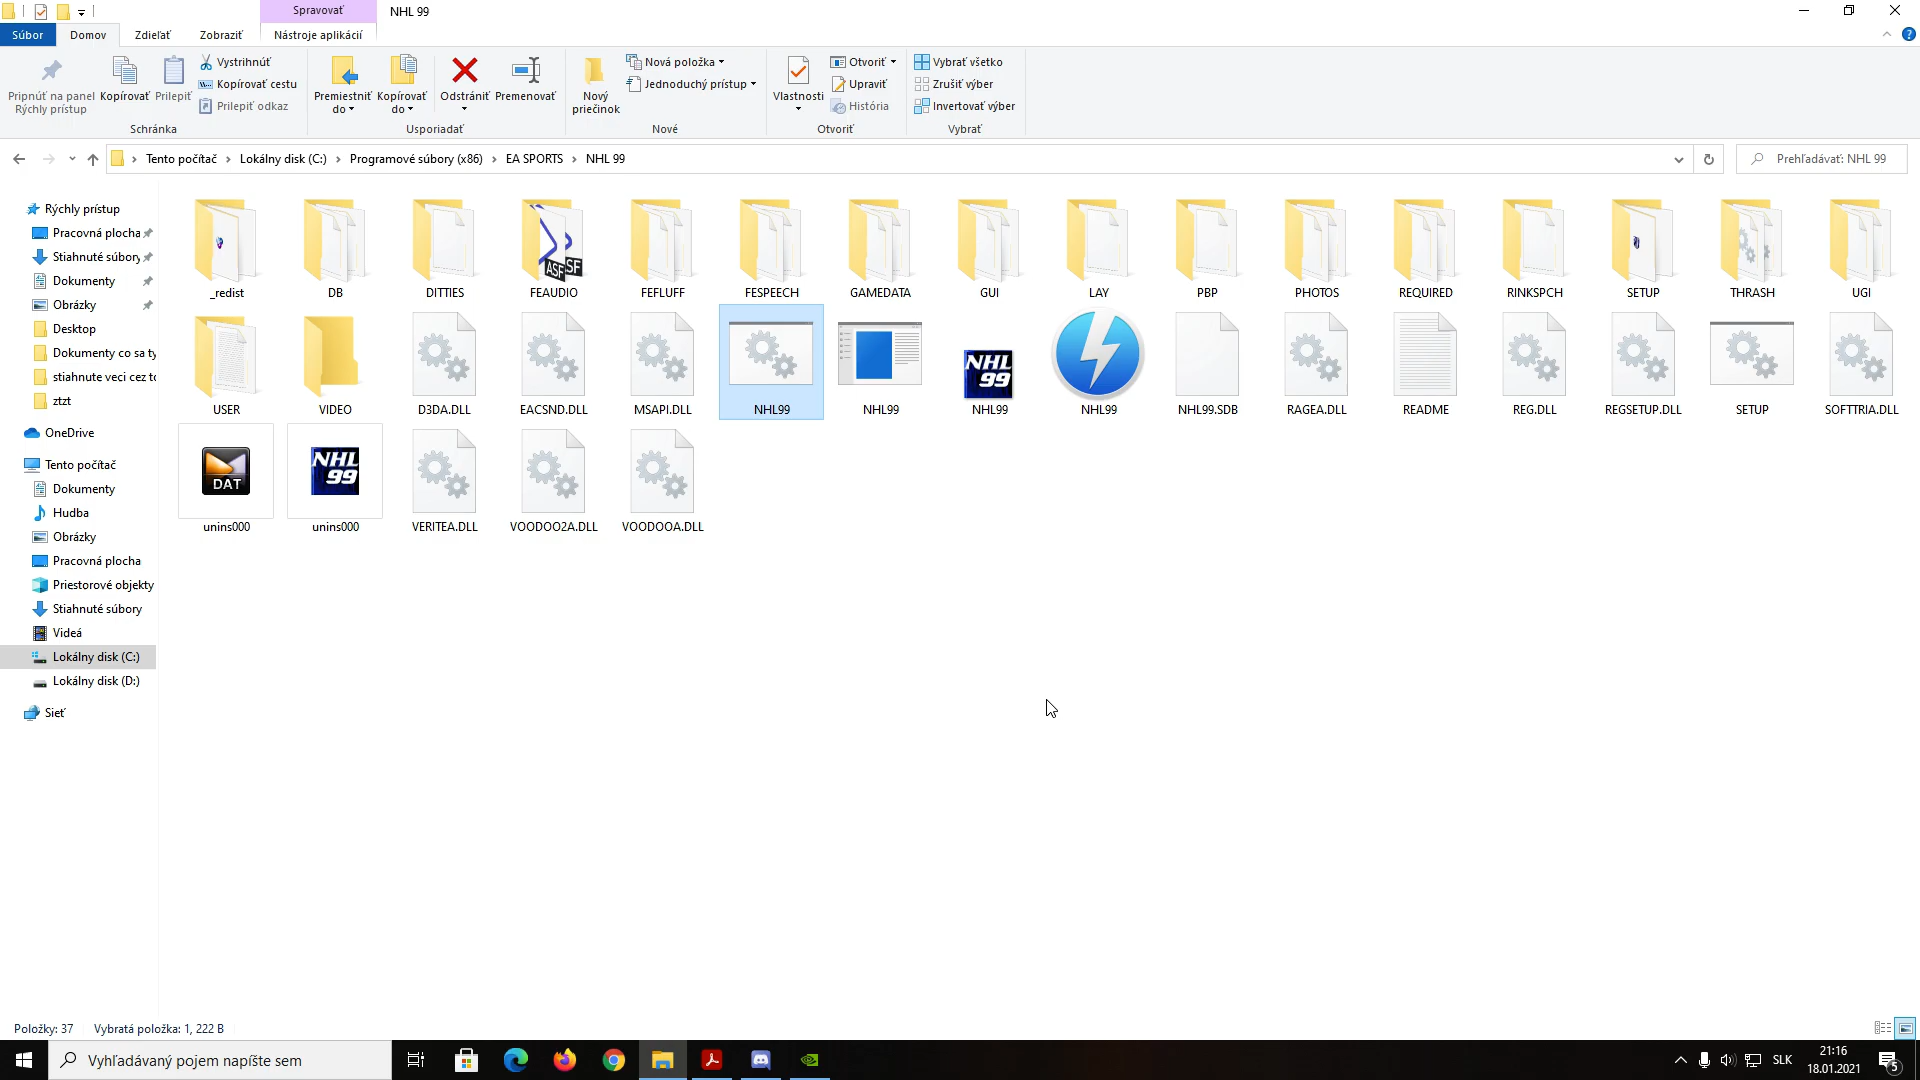 Spravovať
NHL 99
Súbor
Domov
Zdieľať
Zobraziť
Nástroje aplikácií
Pripnúť na panel
Rýchly prístup
Kopírovať
Prilepiť
Vystrihnúť
Kopírovať cestu
Prilepiť odkaz
Schránka
Premiestniť
do
Kopírovať
do
Odstrániť
Premenovať
Usporiadať
Nový
priečinok
Nová položka
Jednoduchý prístup
Nové
Vlastnosti
Otvoriť
Upraviť
História
Otvoriť
Vybrať všetko
Zrušiť výber
Invertovať výber
Vybrať
Tento počítač
Lokálny disk (C:)
Programové súbory (x86)
EA SPORTS
NHL 99
Prehľadávať: NHL 99
Rýchly prístup
Pracovná plocha
Stiahnuté súbory
Dokumenty
Obrázky
Desktop
Dokumenty co sa ty
stiahnute veci cez to
ztzt
OneDrive
Tento počítač
Dokumenty
Hudba
Obrázky
Pracovná plocha
Priestorové objekty
Stiahnuté súbory
Videá
Lokálny disk (C:)
Lokálny disk (D:)
Sieť
_redist
DB
DITTIES
ASF
SF
FEAUDIO
FEFLUFF
FESPEECH
GAMEDATA
GUI
LAY
PBP
PHOTOS
REQUIRED
RINKSPCH
SETUP
THRASH
UGI
USER
VIDEO
D3DA.DLL
EACSND.DLL
MSAPI.DLL
NHL99
NHL99
NHL
99
NHL99
NHL99
NHL99.SDB
RAGEA.DLL
README
REG.DLL
REGSETUP.DLL
SETUP
SOFTTRIA.DLL
DAT
unins000
NHL
99
unins000
VERITEA.DLL
VOODOO2A.DLL
VOODOOA.DLL
Položky: 37
Vybratá položka: 1, 222 B
Vyhľadávaný pojem napíšte sem
SLK
21:16
18.01.2021
5